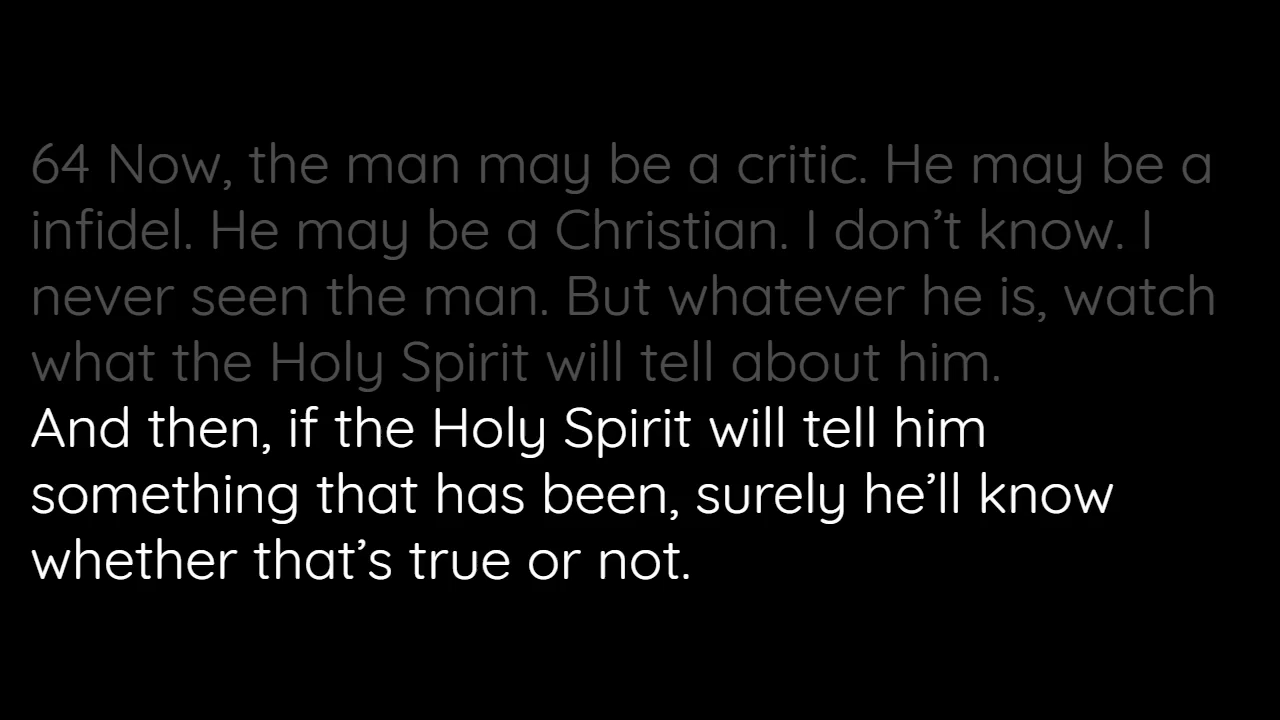 64 Now, the man may be a critic. He may be a
infidel. He may be a Christian. I don’t know. I
never seen the man. But whatever he is, watch
what the Holy Spirit will tell about him.
And then, if the Holy Spirit will tell him
something that has been, surely he’ll know
whether that’s true or not.